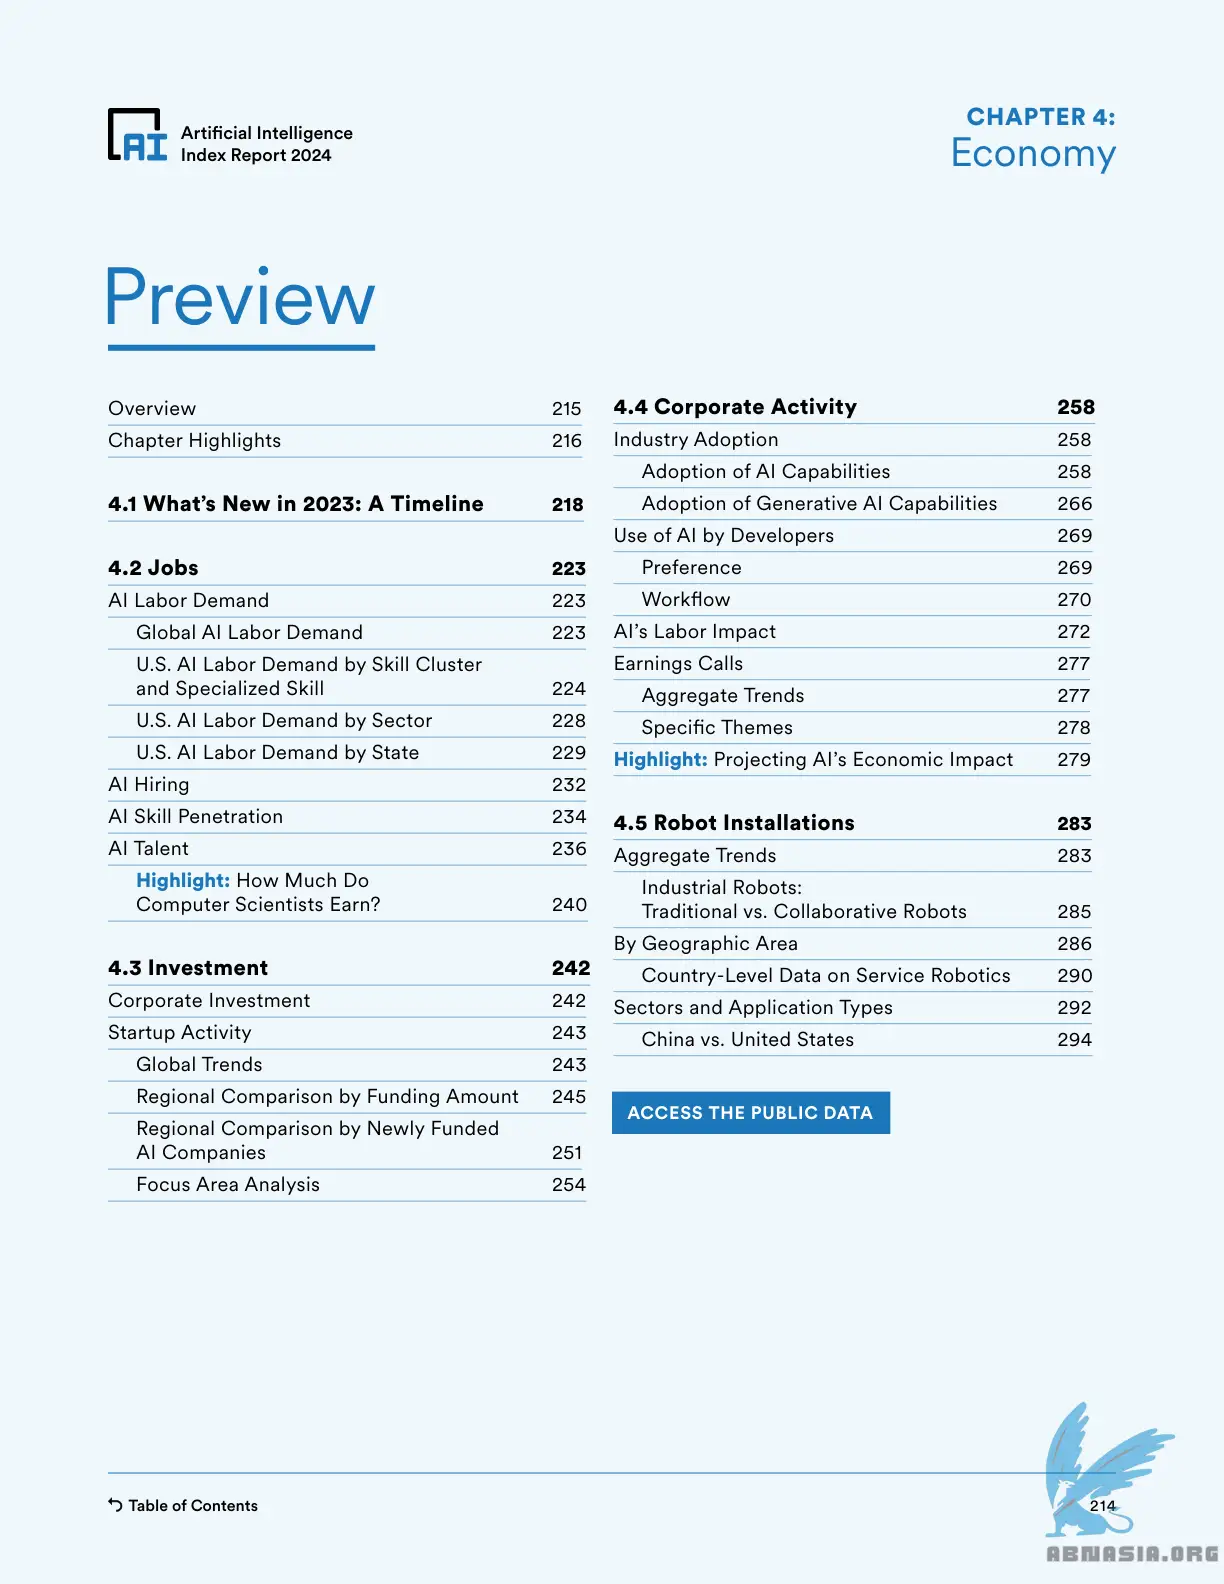 AI
Artificial Intelligence
Index Report 2024
CHAPTER 4:
Economy
Preview
Overview 215
Chapter Highlights 216
4.1 What’s New in 2023: A Timeline 218
4.2 Jobs 223
AI Labor Demand 223
Global AI Labor Demand 223
U.S. AI Labor Demand by Skill Cluster
and Specialized Skill 224
U.S. AI Labor Demand by Sector 228
U.S. AI Labor Demand by State 229
AI Hiring 232
AI Skill Penetration 234
AI Talent 236
Highlight: How Much Do
Computer Scientists Earn? 240
4.3 Investment 242
Corporate Investment 242
Startup Activity 243
Global Trends 243
Regional Comparison by Funding Amount 245
Regional Comparison by Newly Funded
AI Companies 251
Focus Area Analysis 254
4.4 Corporate Activity 258
Industry Adoption 258
Adoption of AI Capabilities 258
Adoption of Generative AI Capabilities 266
Use of AI by Developers 269
Preference 269
Workflow 270
AI’s Labor Impact 272
Earnings Calls 277
Aggregate Trends 277
Specific Themes 278
Highlight: Projecting AI’s Economic Impact 279
4.5 Robot Installations 283
Aggregate Trends 283
Industrial Robots:
Traditional vs. Collaborative Robots 285
By Geographic Area 286
Country-Level Data on Service Robotics 290
Sectors and Application Types 292
China vs. United States 294
ACCESS THE PUBLIC DATA
Table of Contents
214
ABNASIA.ORG